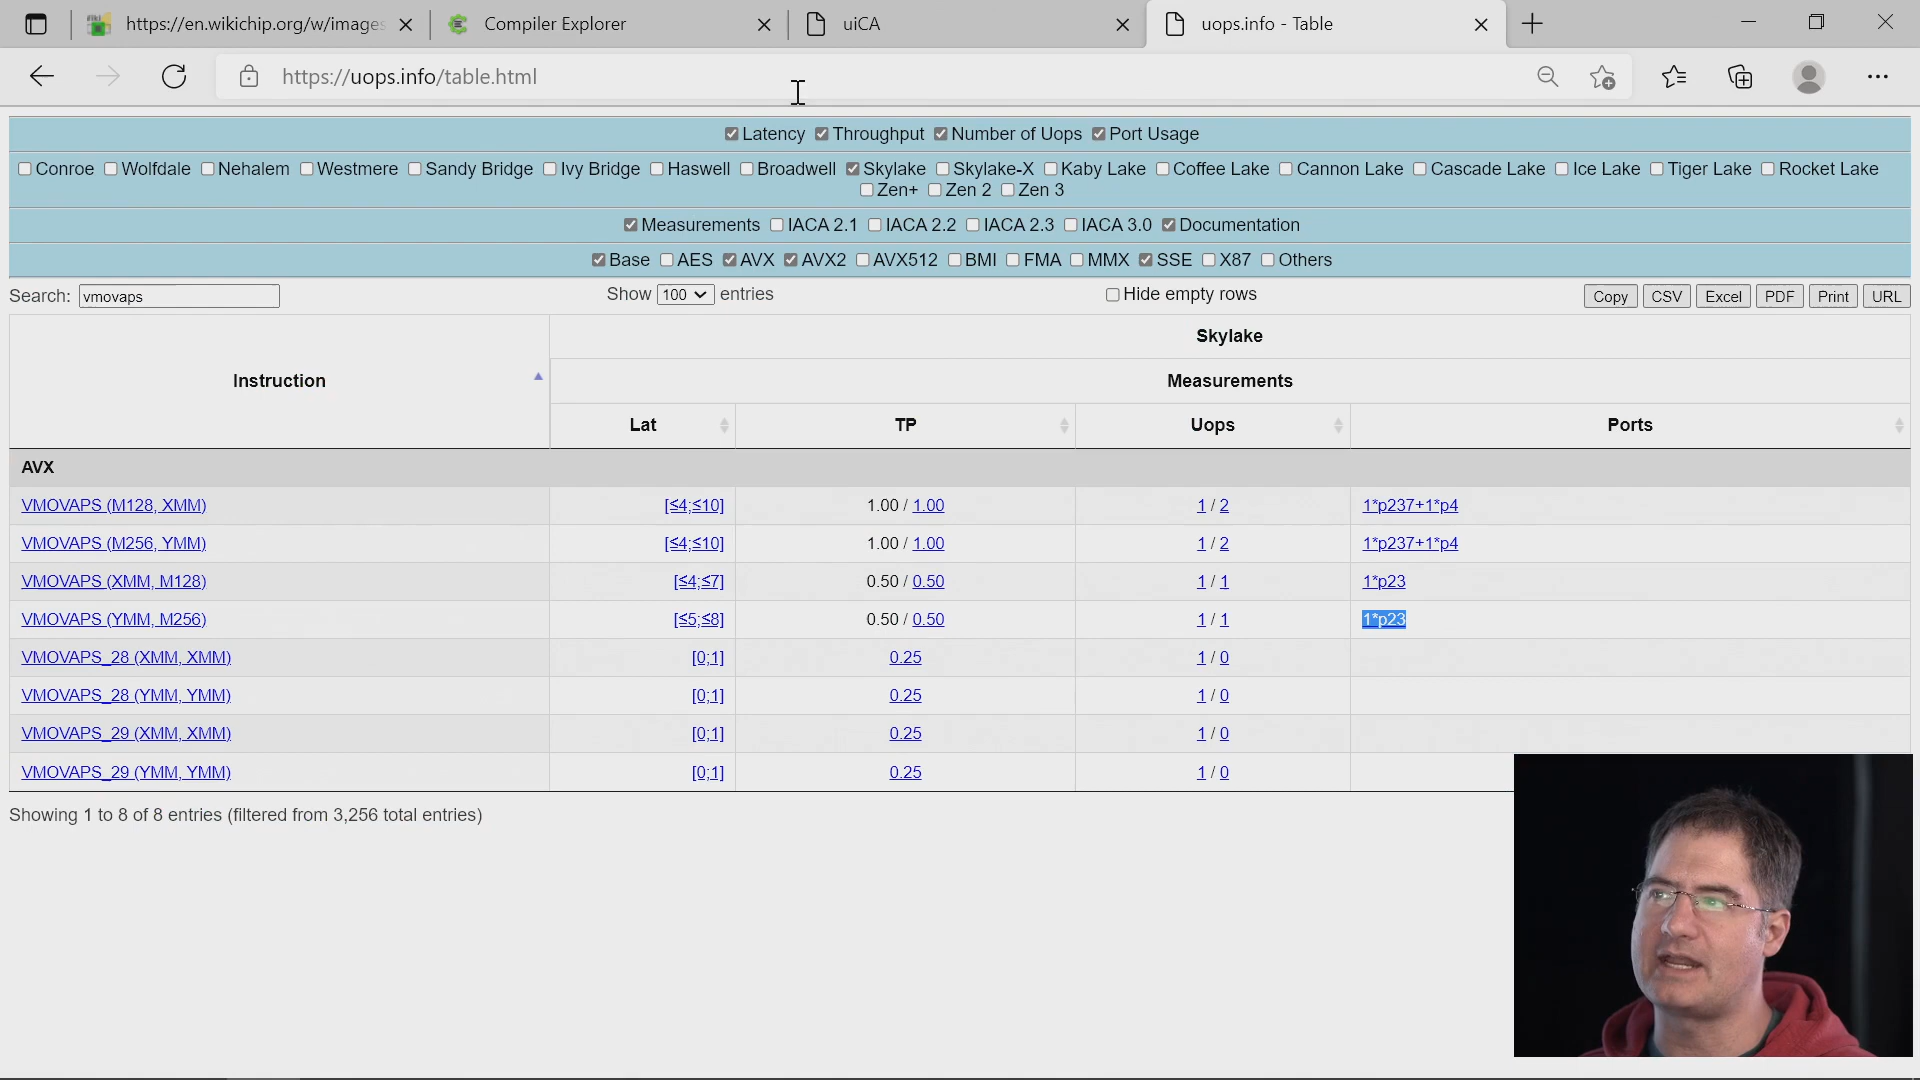 https://en.wikichip.org/w/images
Compiler Explorer
uiCA
uops.info - Table
https://uops.info/table.html
Latency Throughput Number of Uops Port Usage
Conroe Wolfdale Nehalem Westmere Sandy Bridge Ivy Bridge Haswell Broadwell Skylake Skylake-X Kaby Lake Coffee Lake Cannon Lake Cascade Lake Ice Lake Tiger Lake Rocket Lake
Zen+ Zen 2 Zen 3
Measurements IACA 2.1 IACA 2.2 IACA 2.3 IACA 3.0 Documentation
Base AES AVX AVX2 AVX512 BMI FMA MMX SSE X87 Others
Search: vmovaps Show 100 entries Hide empty rows Copy CSV Excel PDF Print URL
Skylake
Instruction Measurements
Lat TP Uops Ports
AVX
VMOVAPS (M128, XMM) [≤4;≤10] 1.00 / 1.00 1 / 2 1*p237+1*p4
VMOVAPS (M256, YMM) [≤4;≤10] 1.00 / 1.00 1 / 2 1*p237+1*p4
VMOVAPS (XMM, M128) [≤4;≤7] 0.50 / 0.50 1 / 1 1*p23
VMOVAPS (YMM, M256) [≤5;≤8] 0.50 / 0.50 1 / 1 1*p23
VMOVAPS_28 (XMM, XMM) [0;1] 0.25 1 / 0
VMOVAPS_28 (YMM, YMM) [0;1] 0.25 1 / 0
VMOVAPS_29 (XMM, XMM) [0;1] 0.25 1 / 0
VMOVAPS_29 (YMM, YMM) [0;1] 0.25 1 / 0
Showing 1 to 8 of 8 entries (filtered from 3,256 total entries)